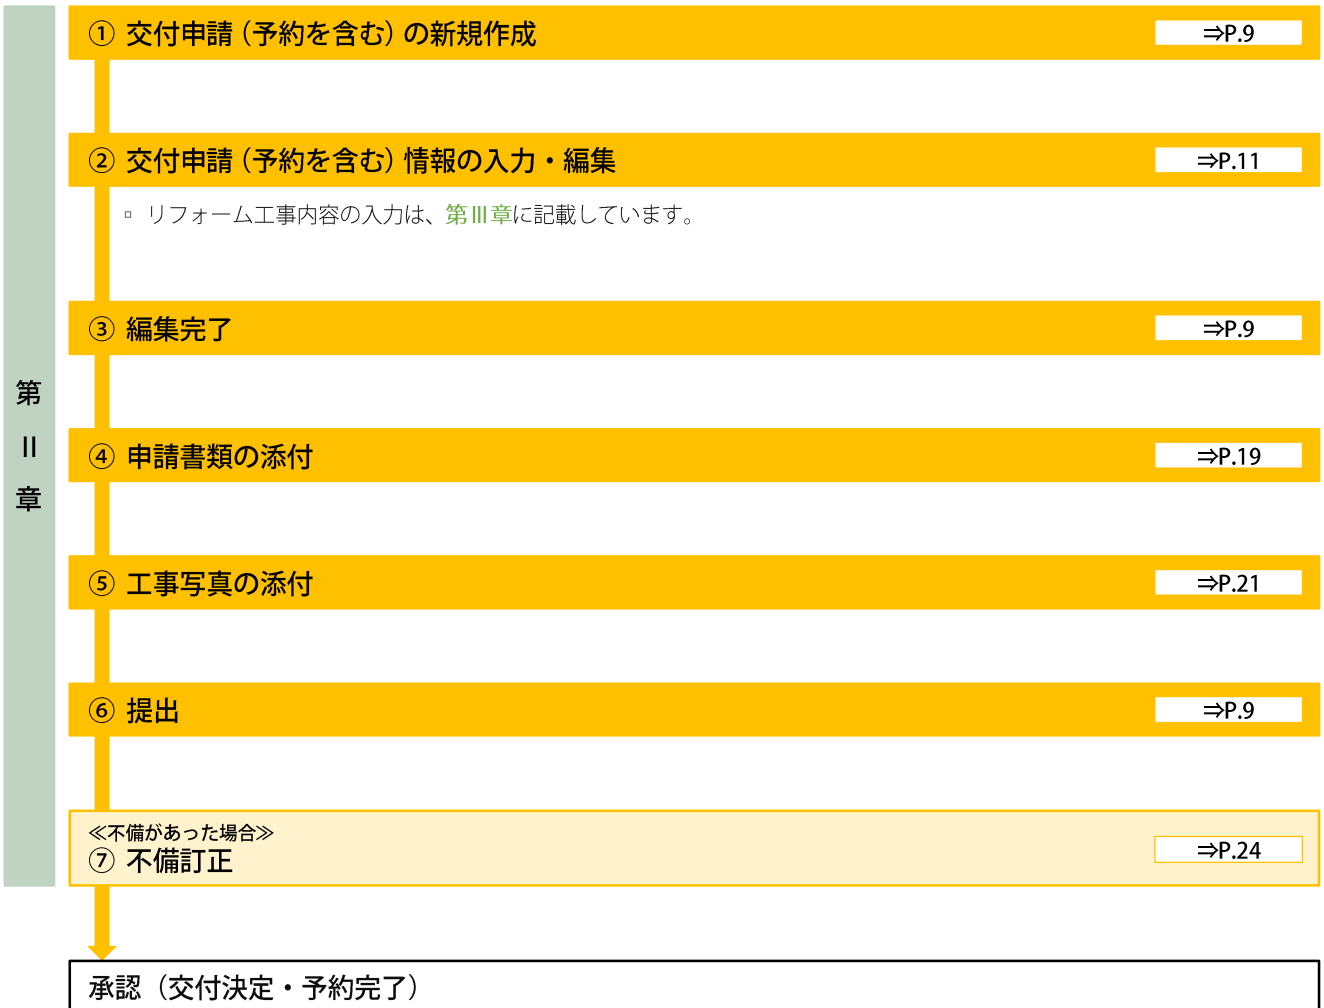 ① 交付申請（予約を含む）の新規作成 ⇒P.9
② 交付申請（予約を含む）情報の入力・編集 ⇒P.11
▫ リフォーム工事内容の入力は、第Ⅲ章に記載しています。
③ 編集完了 ⇒P.9
第Ⅱ章
④ 申請書類の添付 ⇒P.19
⑤ 工事写真の添付 ⇒P.21
⑥ 提出 ⇒P.9
≪不備があった場合≫
⑦ 不備訂正 ⇒P.24
承認（交付決定・予約完了）